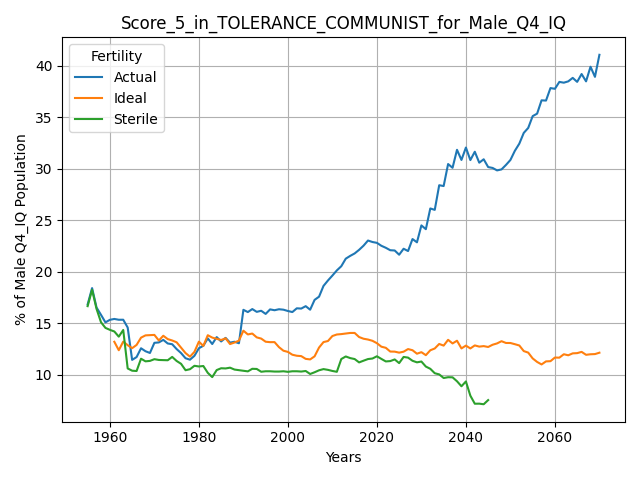 Score_5_in_TOLERANCE_COMMUNIST_for_Male_Q4_IQ
Fertility
Actual
Ideal
Sterile
% of Male Q4_IQ Population
40
35
30
25
20
15
10
1960
1980
2000
2020
2040
2060
Years